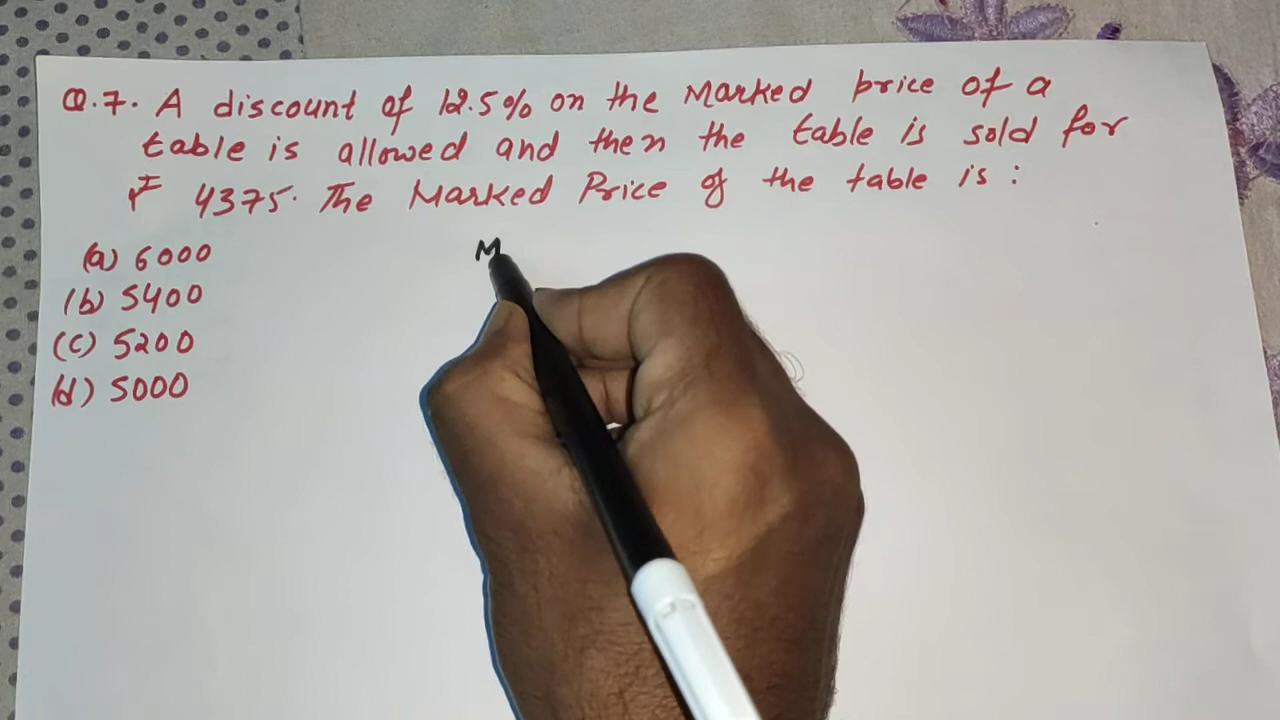 Q.7. A discount of 12.5% on the Marked price of a
table is allowed and then the table is sold for
₹ 4375. The Marked Price of the table is :
(a) 6000
(b) 5400
(c) 5200
(d) 5000
M